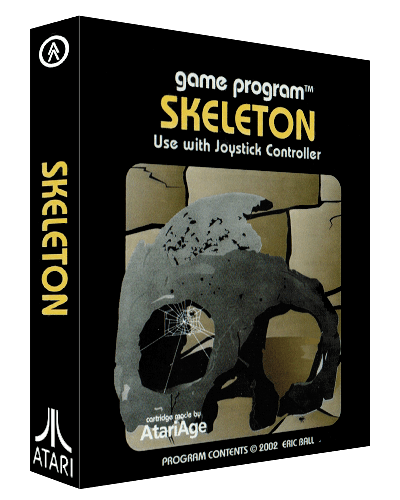 game program™
SKELETON
Use with Joystick Controller
cartridge made by
AtariAge
PROGRAM CONTENTS © 2002 ERIC BALL
SKELETON
ATARI